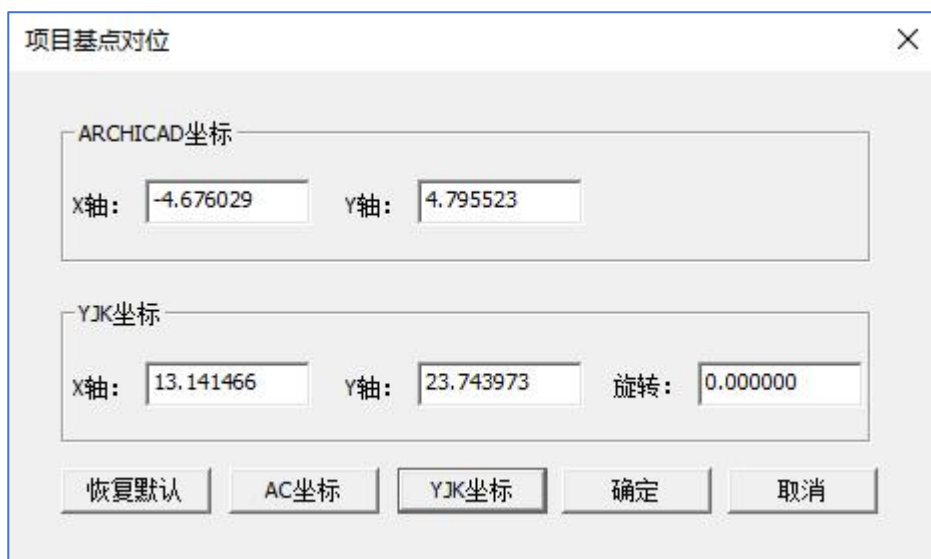 项目基点对位
ARCHICAD坐标
X轴： -4.676029 Y轴： 4.795523
YJK坐标
X轴： 13.141466 Y轴： 23.743973 旋转： 0.000000
恢复默认 AC坐标 YJK坐标 确定 取消